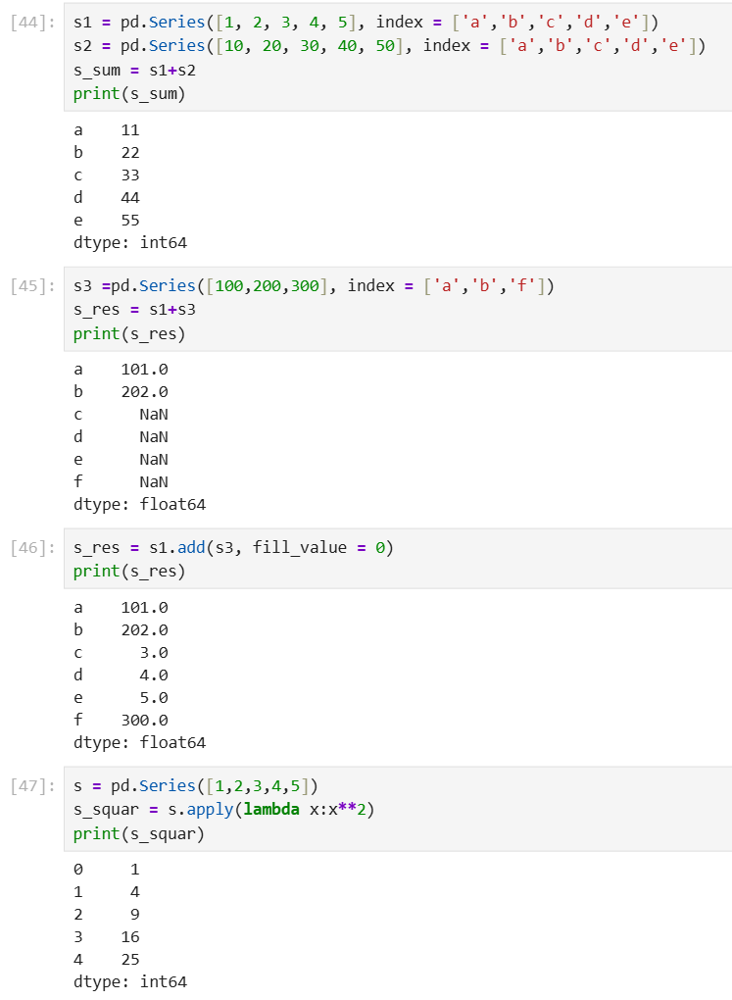 [44]: s1 = pd.Series([1, 2, 3, 4, 5], index = ['a','b','c','d','e'])
s2 = pd.Series([10, 20, 30, 40, 50], index = ['a','b','c','d','e'])
s_sum = s1+s2
print(s_sum)
a    11
b    22
c    33
d    44
e    55
dtype: int64
[45]: s3 =pd.Series([100,200,300], index = ['a','b','f'])
s_res = s1+s3
print(s_res)
a    101.0
b    202.0
c      NaN
d      NaN
e      NaN
f      NaN
dtype: float64
[46]: s_res = s1.add(s3, fill_value = 0)
print(s_res)
a    101.0
b    202.0
c      3.0
d      4.0
e      5.0
f    300.0
dtype: float64
[47]: s = pd.Series([1,2,3,4,5])
s_squar = s.apply(lambda x:x**2)
print(s_squar)
0     1
1     4
2     9
3    16
4    25
dtype: int64